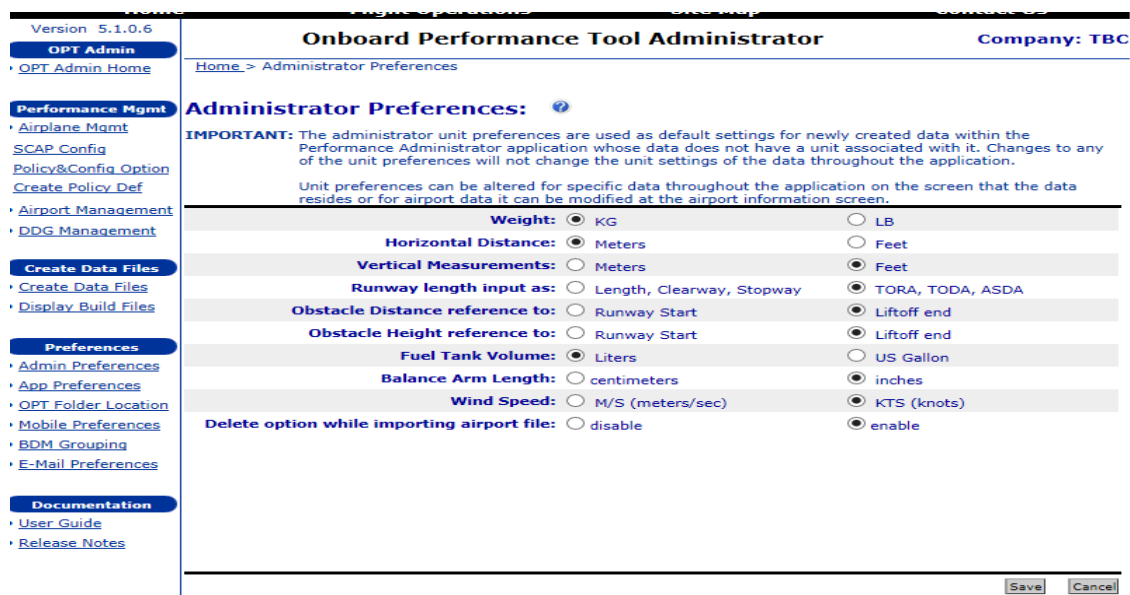 Home Flight Operations Site Map Contact Us
Version 5.1.0.6
OPT Admin
OPT Admin Home
Performance Mgmt
Airplane Mgmt
SCAP Config
Policy&Config Option
Create Policy Def
Airport Management
DDG Management
Create Data Files
Create Data Files
Display Build Files
Preferences
Admin Preferences
App Preferences
OPT Folder Location
Mobile Preferences
BDM Grouping
E-Mail Preferences
Documentation
User Guide
Release Notes
Onboard Performance Tool Administrator
Company: TBC
Home > Administrator Preferences
Administrator Preferences: ?
IMPORTANT: The administrator unit preferences are used as default settings for newly created data within the
Performance Administrator application whose data does not have a unit associated with it. Changes to any
of the unit preferences will not change the unit settings of the data throughout the application.
Unit preferences can be altered for specific data throughout the application on the screen that the data
resides or for airport data it can be modified at the airport information screen.
Weight: KG LB
Horizontal Distance: Meters Feet
Vertical Measurements: Meters Feet
Runway length input as: Length, Clearway, Stopway TORA, TODA, ASDA
Obstacle Distance reference to: Runway Start Liftoff end
Obstacle Height reference to: Runway Start Liftoff end
Fuel Tank Volume: Liters US Gallon
Balance Arm Length: centimeters inches
Wind Speed: M/S (meters/sec) KTS (knots)
Delete option while importing airport file: disable enable
Save Cancel